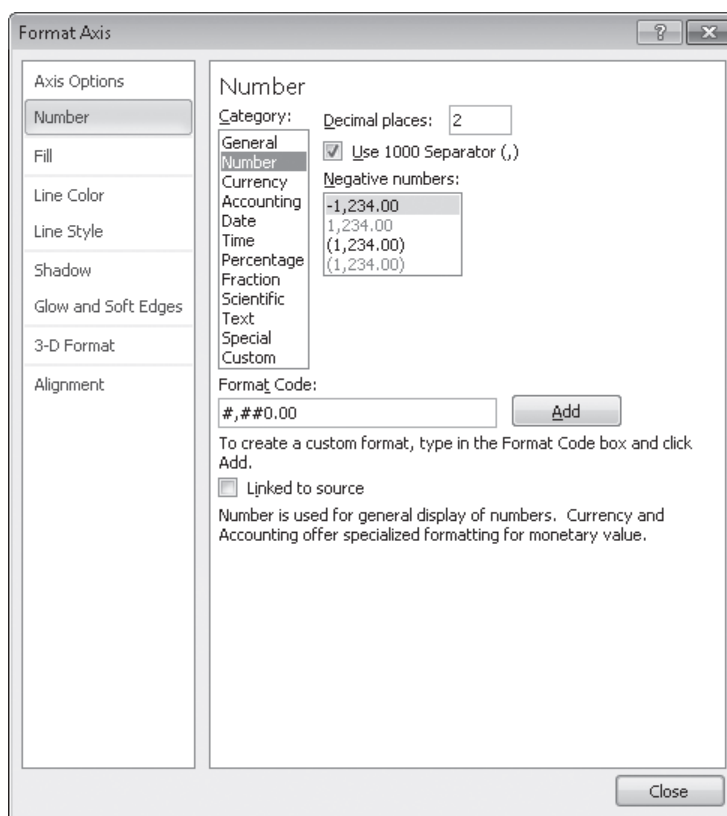 Format Axis
Axis Options
Number
Fill
Line Color
Line Style
Shadow
Glow and Soft Edges
3-D Format
Alignment
Number
Category:
General
Number
Currency
Accounting
Date
Time
Percentage
Fraction
Scientific
Text
Special
Custom
Decimal places: 2
Use 1000 Separator (,)
Negative numbers:
-1,234.00
1,234.00
(1,234.00)
(1,234.00)
Format Code:
#,##0.00
Add
To create a custom format, type in the Format Code box and click
Add.
Linked to source
Number is used for general display of numbers. Currency and
Accounting offer specialized formatting for monetary value.
Close